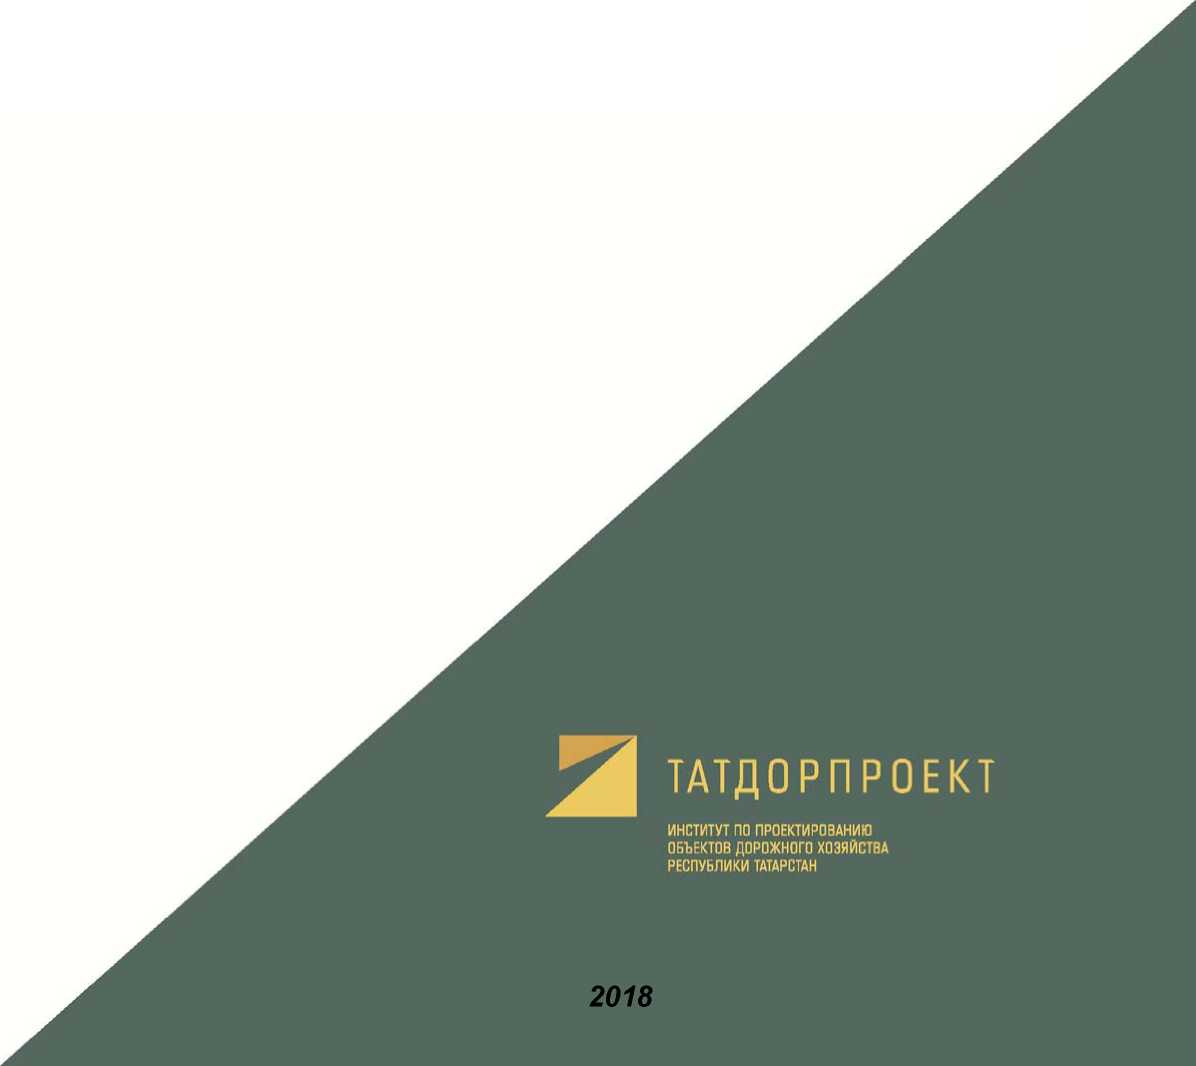 ТАТДОРПРОЕКТ
ИНСТИТУТ ПО ПРОЕКТИРОВАНИЮ
ОБЪЕКТОВ ДОРОЖНОГО ХОЗЯЙСТВА
РЕСПУБЛИКИ ТАТАРСТАН
2018